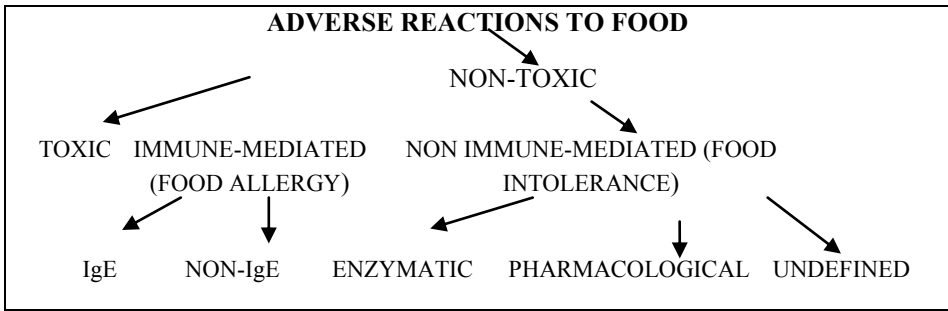 ADVERSE REACTIONS TO FOOD
NON-TOXIC
TOXIC IMMUNE-MEDIATED NON IMMUNE-MEDIATED (FOOD
(FOOD ALLERGY) INTOLERANCE)
IgE NON-IgE ENZYMATIC PHARMACOLOGICAL UNDEFINED